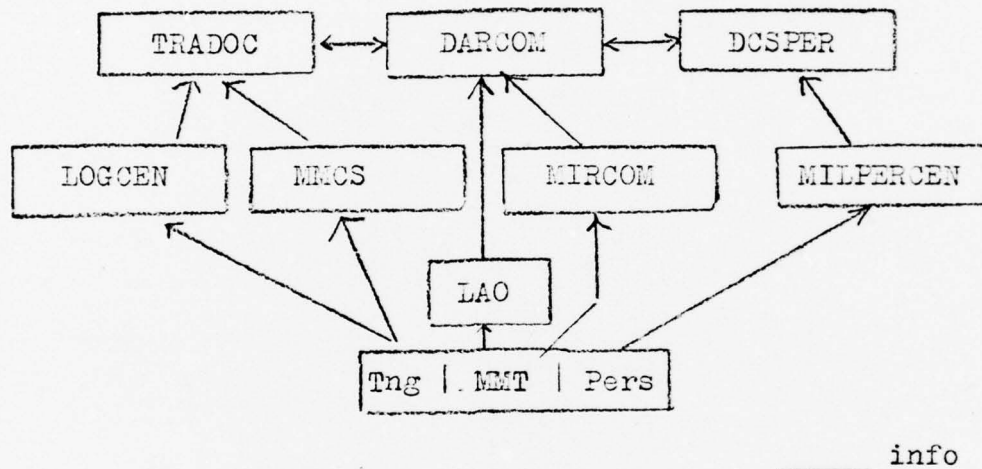 TRADOC DARCOM DCSPER
LOGCEN MMCS MIRCOM MILPERCEN
LAO
Tng | MMT | Pers
info